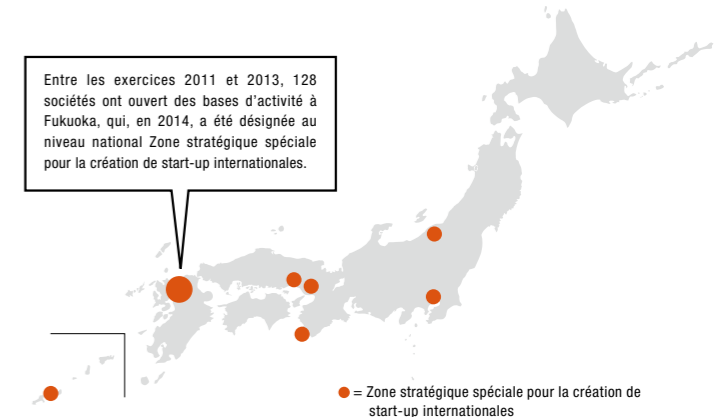 Entre les exercices 2011 et 2013, 128
sociétés ont ouvert des bases d’activité à
Fukuoka, qui, en 2014, a été désignée au
niveau national Zone stratégique spéciale
pour la création de start-up internationales.
= Zone stratégique spéciale pour la création de
start-up internationales